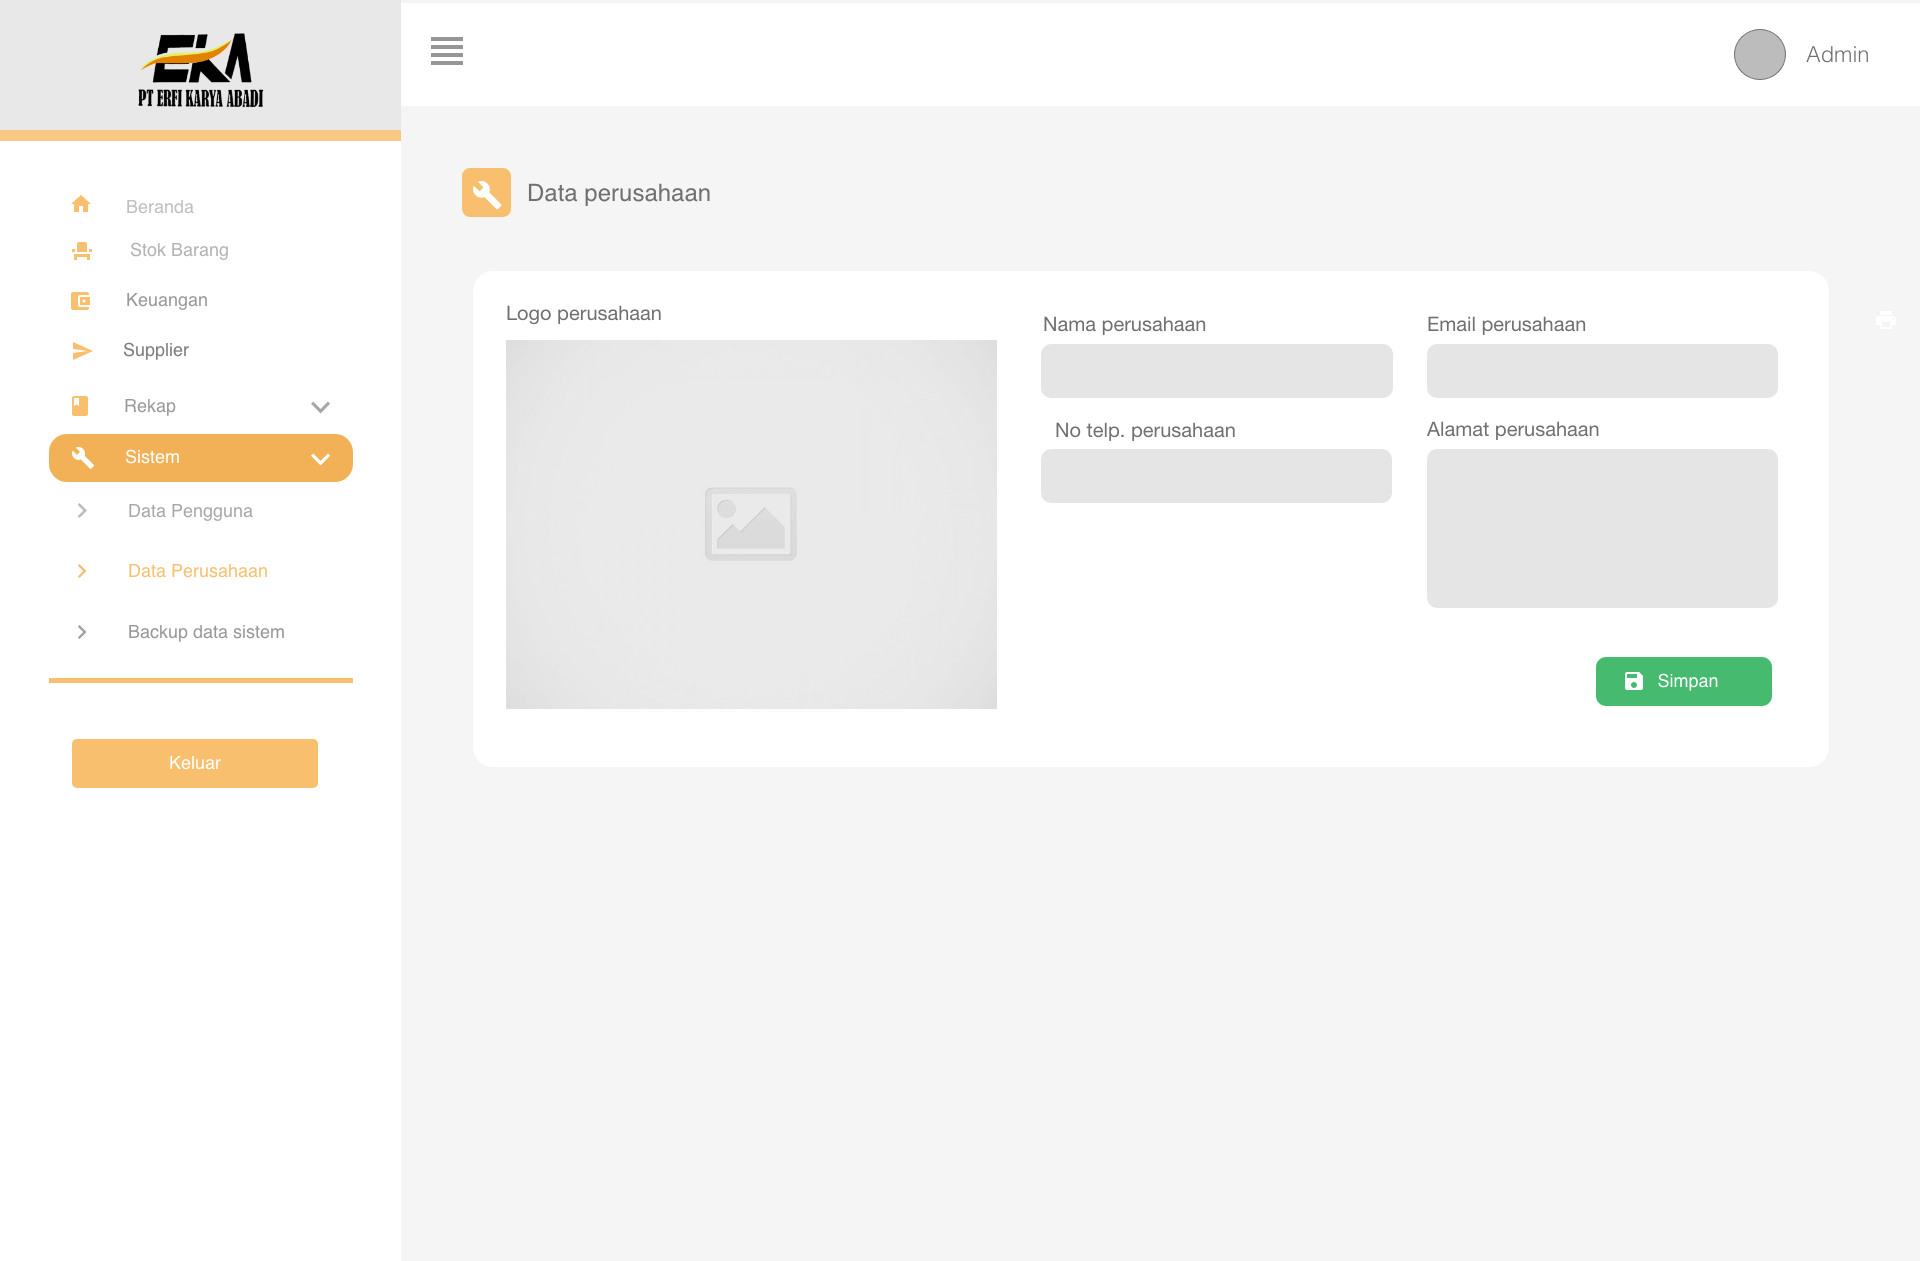 EKA
PT ERFI KARYA ABADI
Admin
Beranda
Stok Barang
Keuangan
Supplier
Rekap
Sistem
Data Pengguna
Data Perusahaan
Backup data sistem
Keluar
Data perusahaan
Logo perusahaan
Nama perusahaan
Email perusahaan
No telp. perusahaan
Alamat perusahaan
Simpan